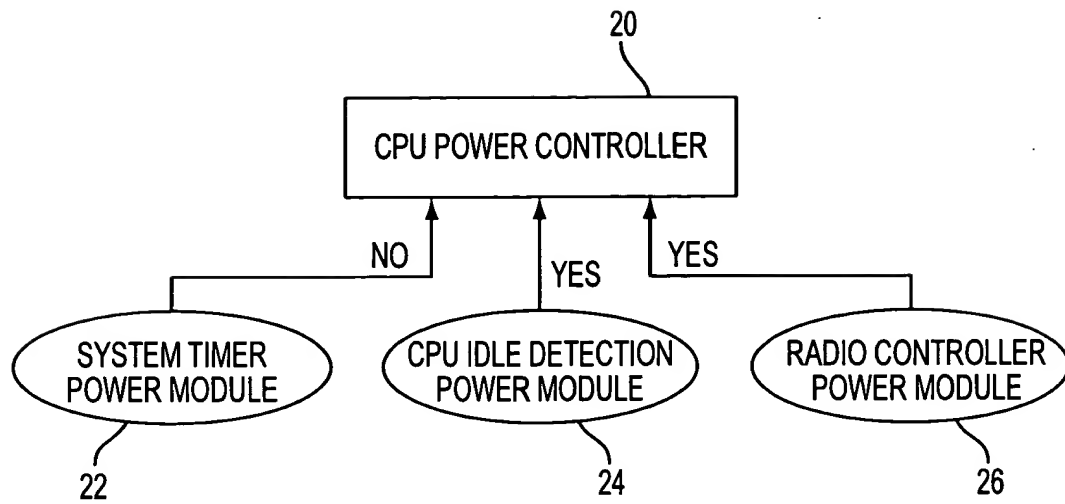 20
CPU POWER CONTROLLER
NO
YES
YES
SYSTEM TIMER
POWER MODULE
CPU IDLE DETECTION
POWER MODULE
RADIO CONTROLLER
POWER MODULE
22
24
26